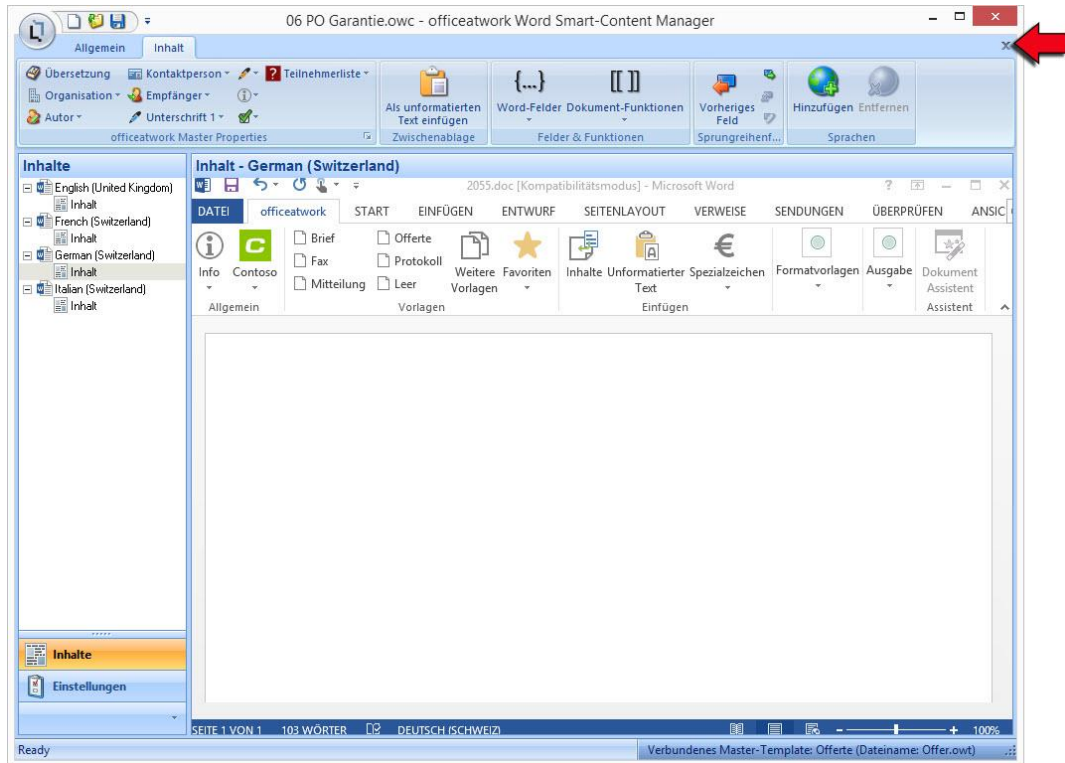 06 PO Garantie.owc - officeatwork Word Smart-Content Manager
Allgemein Inhalt
Übersetzung Kontaktperson Teilnehmerliste
Organisation Empfänger
Autor Unterschrift 1
officeatwork Master Properties
Als unformatierten
Text einfügen
Zwischenablage
{...} [[ ]]
Word-Felder Dokument-Funktionen
Felder & Funktionen
Vorheriges
Feld
Sprungreihenf...
Hinzufügen Entfernen
Sprachen
Inhalte
English (United Kingdom)
Inhalt
French (Switzerland)
Inhalt
German (Switzerland)
Inhalt
Italian (Switzerland)
Inhalt
Inhalte
Einstellungen
Inhalt - German (Switzerland)
2055.doc [Kompatibilitätsmodus] - Microsoft Word
DATEI officeatwork START EINFÜGEN ENTWURF SEITENLAYOUT VERWEISE SENDUNGEN ÜBERPRÜFEN ANSIC
Info Contoso
Allgemein
Brief Offerte
Fax Protokoll
Mitteilung Leer
Weitere
Vorlagen
Favoriten
Vorlagen
Inhalte Unformatierter
Text
Spezialzeichen
Einfügen
Formatvorlagen Ausgabe
Dokument
Assistent
Assistent
SEITE 1 VON 1 103 WÖRTER DEUTSCH (SCHWEIZ) 100%
Ready Verbundenes Master-Template: Offerte (Dateiname: Offer.owt)